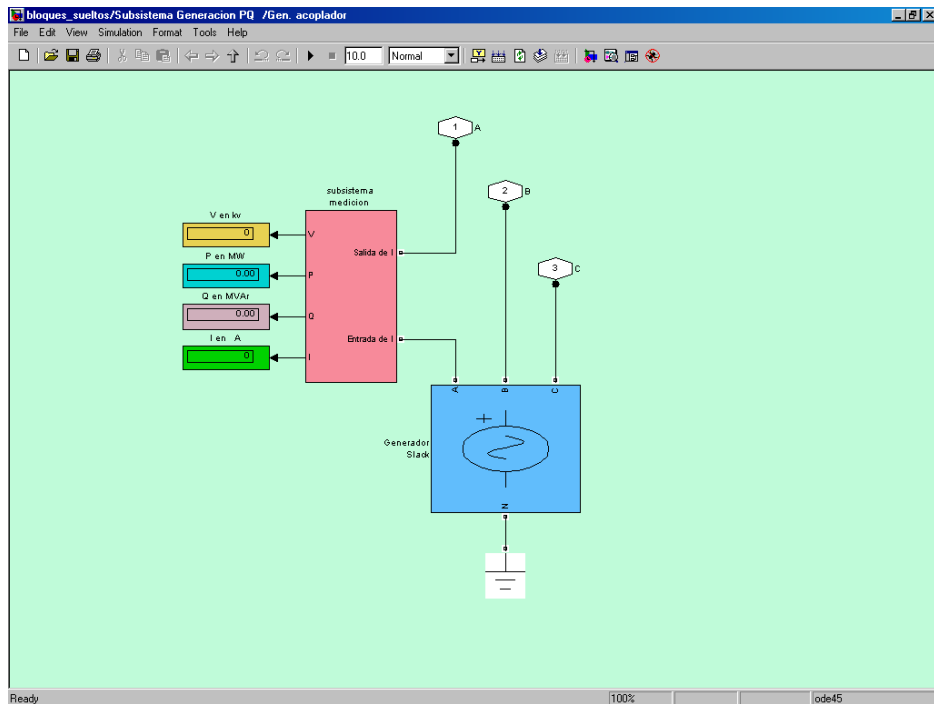 bloques_sueltos/Subsistema Generacion PQ /Gen. acoplador
File Edit View Simulation Format Tools Help
10.0 Normal
1 A
2 B
3 C
subsistema
medicion
V en kv
0
P en MW
0.00
Q en MVAr
0.00
I en A
0
V
P
Q
I
Salida de I
Entrada de I
A B C
Generador
Slack
N
Ready 100% ode45